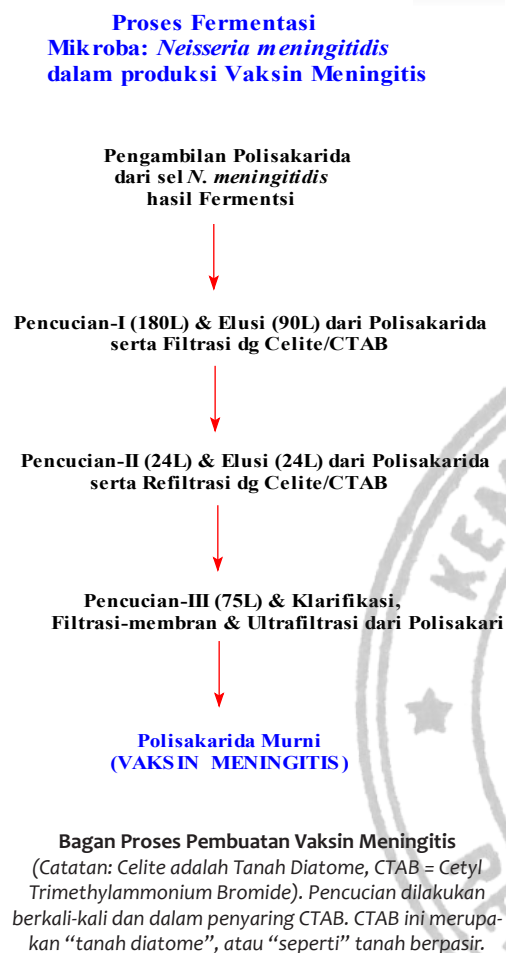 Proses Fermentasi
Mikroba: Neisseria meningitidis
dalam produksi Vaksin Meningitis
Pengambilan Polisakarida
dari sel N. meningitidis
hasil Fermentsi
Pencucian-I (180L) & Elusi (90L) dari Polisakarida
serta Filtrasi dg Celite/CTAB
Pencucian-II (24L) & Elusi (24L) dari Polisakarida
serta Refiltrasi dg Celite/CTAB
Pencucian-III (75L) & Klarifikasi,
Filtrasi-membran & Ultrafiltrasi dari Polisakari
Polisakarida Murni
(VAKSIN MENINGITIS)
Bagan Proses Pembuatan Vaksin Meningitis
(Catatan: Celite adalah Tanah Diatome, CTAB = Cetyl
Trimethylammonium Bromide). Pencucian dilakukan
berkali-kali dan dalam penyaring CTAB. CTAB ini merupa-
kan “tanah diatome”, atau “seperti” tanah berpasir.
KEM